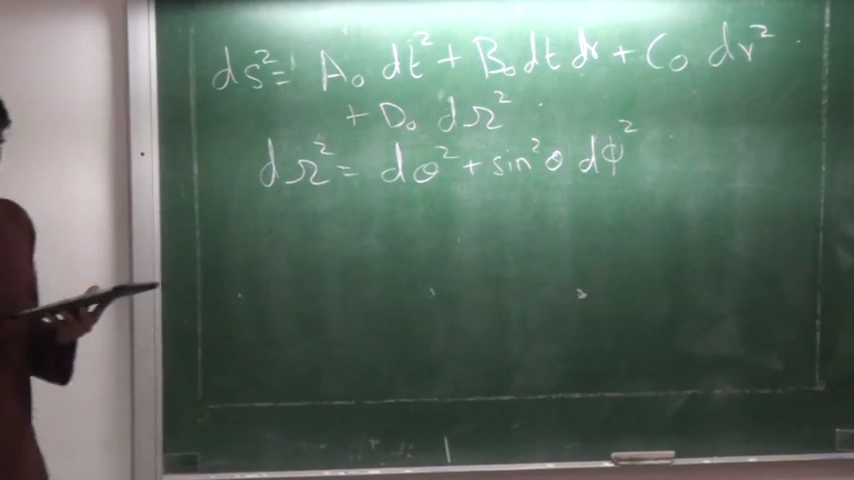 ds² = A₀ dt² + B₀ dt dr + C₀ dr²
+ D₀ dΩ²
dΩ² = dθ² + sin²θ dφ²